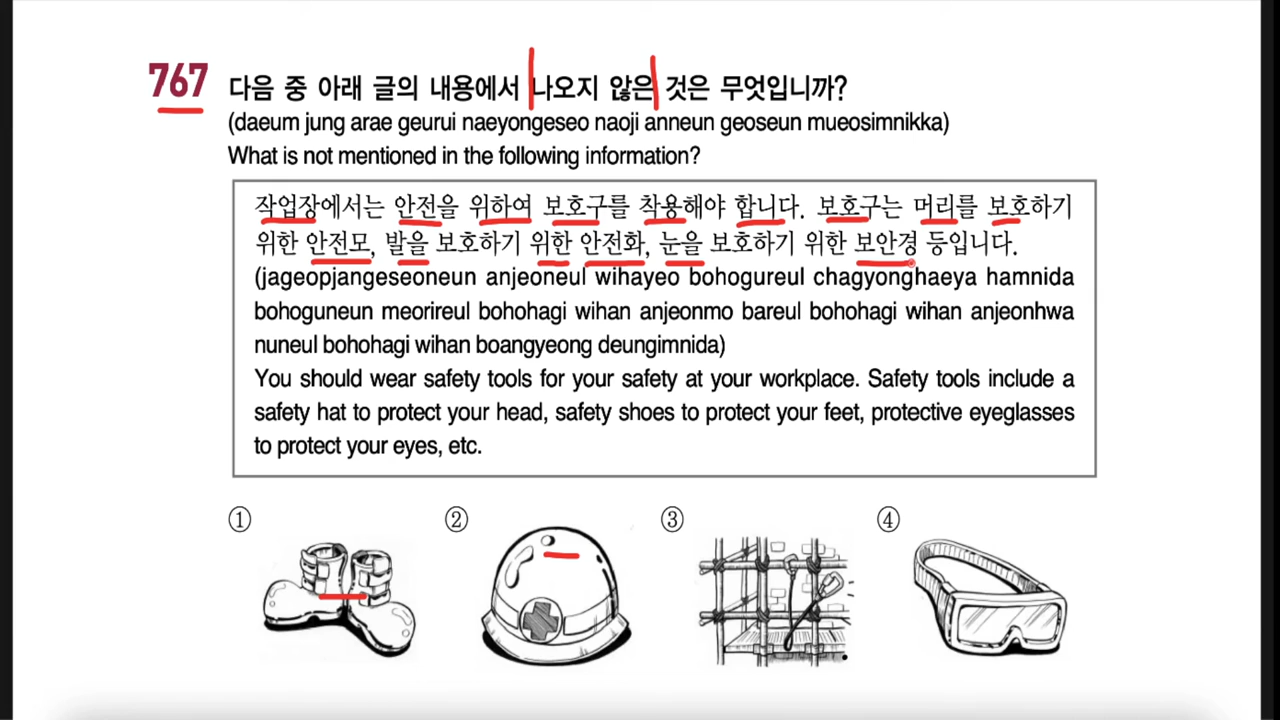 767 다음 중 아래 글의 내용에서 나오지 않은 것은 무엇입니까?
(daeum jung arae geurui naeyongeseo naoji anneun geoseun mueosimnikka)
What is not mentioned in the following information?
작업장에서는 안전을 위하여 보호구를 착용해야 합니다. 보호구는 머리를 보호하기
위한 안전모, 발을 보호하기 위한 안전화, 눈을 보호하기 위한 보안경 등입니다.
(jageopjangeseoneun anjeoneul wihayeo bohogureul chagyonghaeya hamnida
bohoguneun meorireul bohohagi wihan anjeonmo bareul bohohagi wihan anjeonhwa
nuneul bohohagi wihan boangyeong deungimnida)
You should wear safety tools for your safety at your workplace. Safety tools include a
safety hat to protect your head, safety shoes to protect your feet, protective eyeglasses
to protect your eyes, etc.
① ② ③ ④